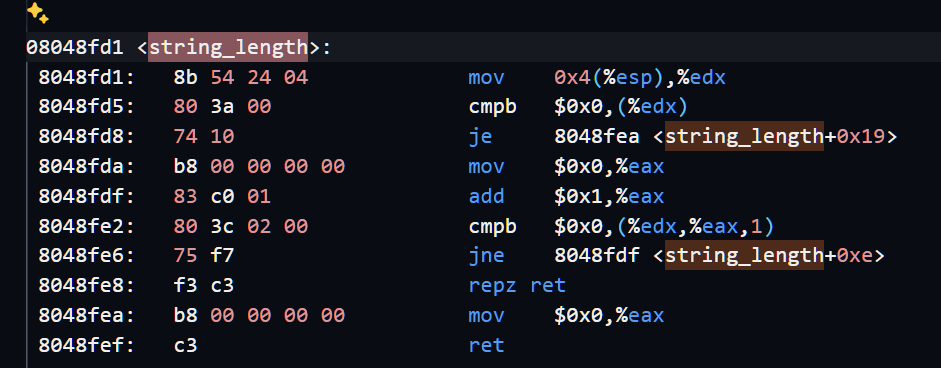 08048fd1 <string_length>:
8048fd1: 8b 54 24 04 mov 0x4(%esp),%edx
8048fd5: 80 3a 00 cmpb $0x0,(%edx)
8048fd8: 74 10 je 8048fea <string_length+0x19>
8048fda: b8 00 00 00 00 mov $0x0,%eax
8048fdf: 83 c0 01 add $0x1,%eax
8048fe2: 80 3c 02 00 cmpb $0x0,(%edx,%eax,1)
8048fe6: 75 f7 jne 8048fdf <string_length+0xe>
8048fe8: f3 c3 repz ret
8048fea: b8 00 00 00 00 mov $0x0,%eax
8048fef: c3 ret